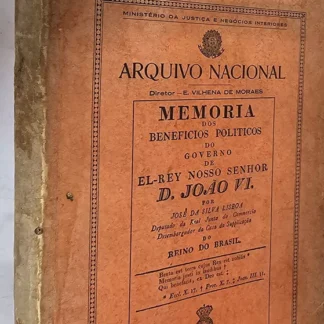 MINISTÉRIO DA JUSTIÇA E NEGÓCIOS INTERIORES
ARQUIVO NACIONAL
Diretor - E. VILHENA DE MORAES
MEMORIA
DOS
BENEFICIOS POLITICOS
DO
GOVERNO
DE
EL-REY NOSSO SENHOR
D. JOAO VI.
POR
JOSÉ DA SILVA LISBOA
Deputado da Real Junta do Commercio
Desembargador da Casa da Supplicação
DO
REINO DO BRASIL.